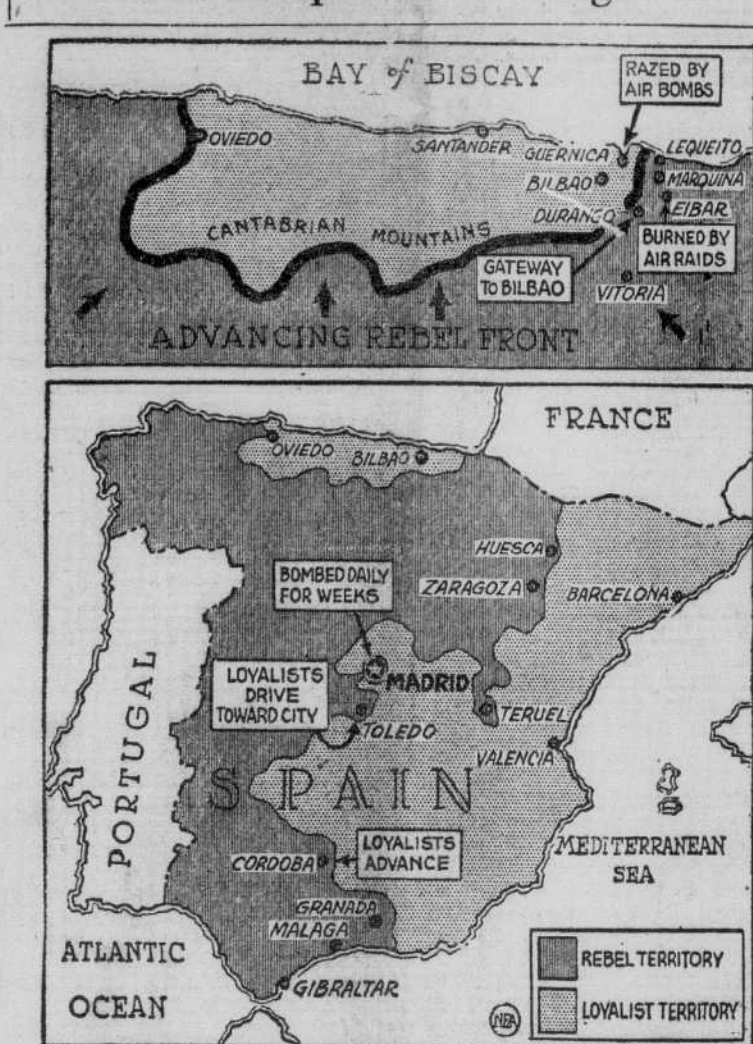 BAY of BISCAY
RAZED BY
AIR BOMBS
OVIEDO
SANTANDER
GUERNICA
LEQUEITO
BILBAO
MARQUINA
DURANGO
EIBAR
CANTABRIAN MOUNTAINS
BURNED BY
AIR RAIDS
GATEWAY
TO BILBAO
VITORIA
ADVANCING REBEL FRONT
FRANCE
OVIEDO
BILBAO
HUESCA
BOMBED DAILY
FOR WEEKS
ZARAGOZA
BARCELONA
LOYALISTS
DRIVE
TOWARD CITY
MADRID
TOLEDO
TERUEL
VALENCIA
PORTUGAL
SPAIN
CORDOBA
LOYALISTS
ADVANCE
MEDITERRANEAN
SEA
GRANADA
MALAGA
ATLANTIC
OCEAN
GIBRALTAR
REBEL TERRITORY
LOYALIST TERRITORY
NEA